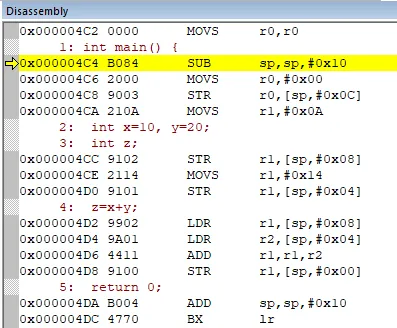 Disassembly
0x000004C2 0000 MOVS r0,r0
1: int main() {
0x000004C4 B084 SUB sp,sp,#0x10
0x000004C6 2000 MOVS r0,#0x00
0x000004C8 9003 STR r0,[sp,#0x0C]
0x000004CA 210A MOVS r1,#0x0A
2: int x=10, y=20;
3: int z;
0x000004CC 9102 STR r1,[sp,#0x08]
0x000004CE 2114 MOVS r1,#0x14
0x000004D0 9101 STR r1,[sp,#0x04]
4: z=x+y;
0x000004D2 9902 LDR r1,[sp,#0x08]
0x000004D4 9A01 LDR r2,[sp,#0x04]
0x000004D6 4411 ADD r1,r1,r2
0x000004D8 9100 STR r1,[sp,#0x00]
5: return 0;
0x000004DA B004 ADD sp,sp,#0x10
0x000004DC 4770 BX lr